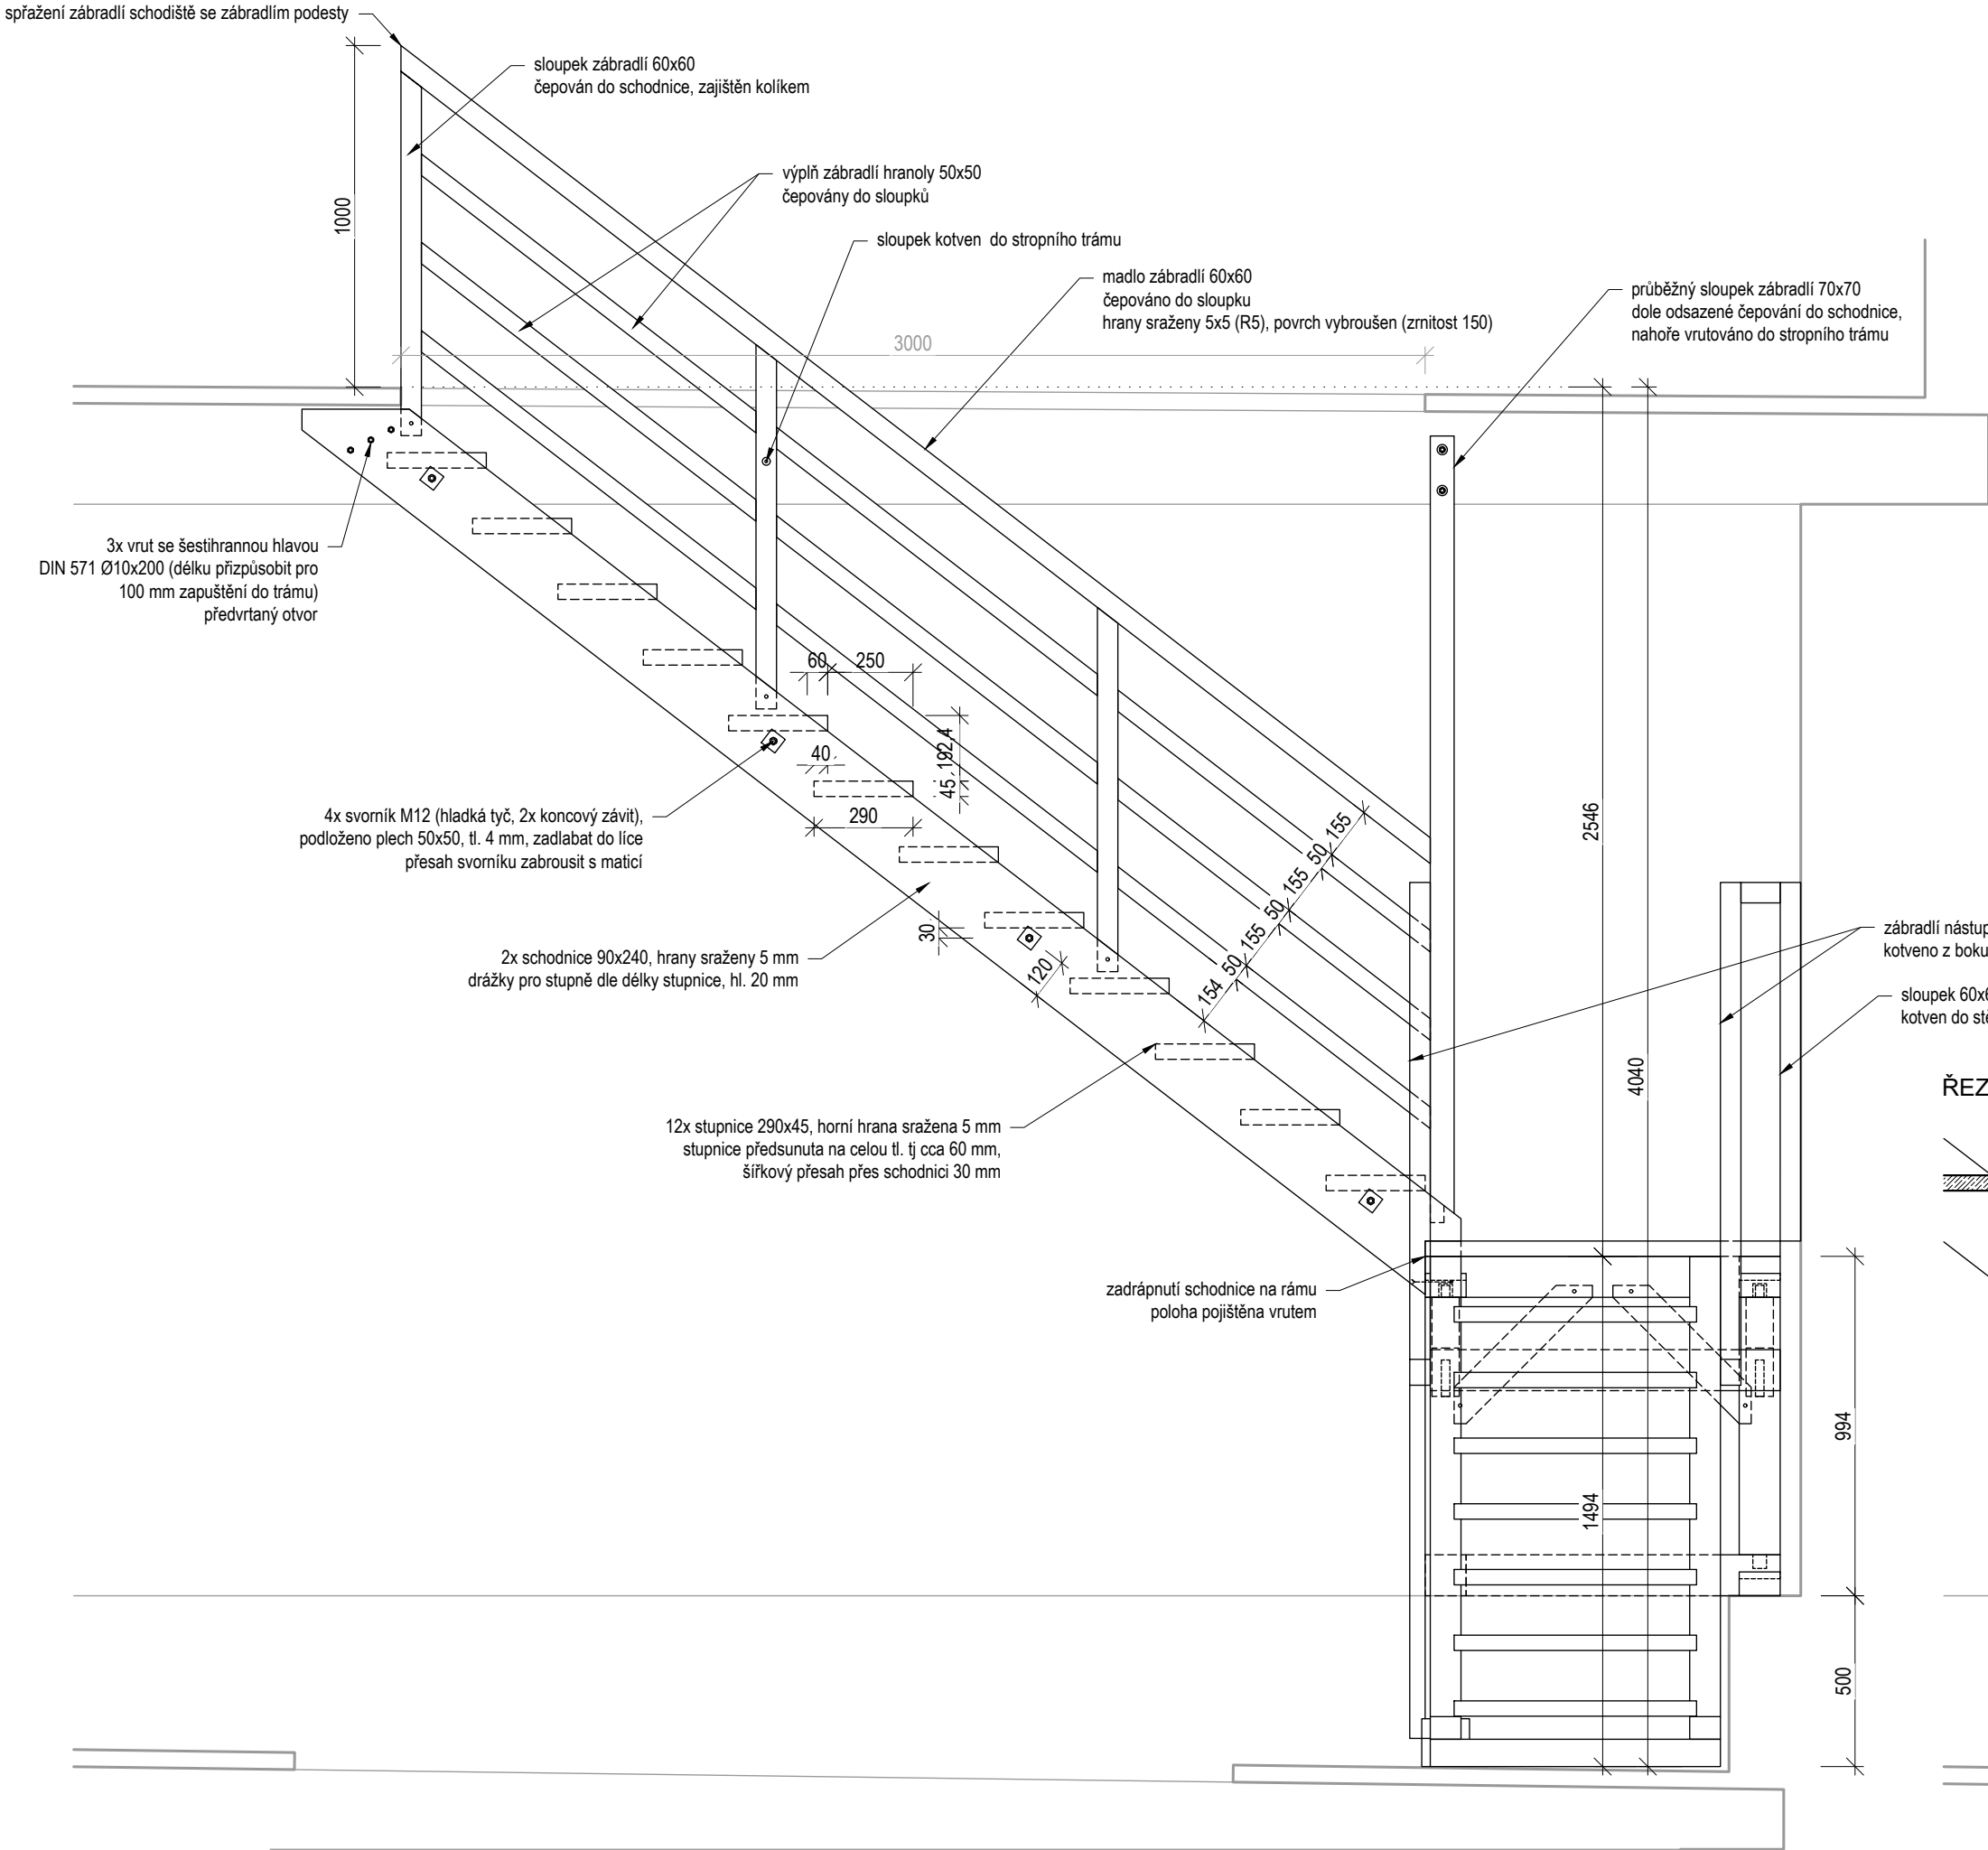 spřažení zábradlí schodiště se zábradlím podesty
sloupek zábradlí 60x60
čepován do schodnice, zajištěn kolíkem
výplň zábradlí hranoly 50x50
čepovány do sloupků
sloupek kotven do stropního trámu
madlo zábradlí 60x60
čepováno do sloupku
hrany sraženy 5x5 (R5), povrch vybroušen (zrnitost 150)
průběžný sloupek zábradlí 70x70
dole odsazené čepování do schodnice,
nahoře vrutováno do stropního trámu
1000
3000
3x vrut se šestihrannou hlavou
DIN 571 Ø10x200 (délku přizpůsobit pro
100 mm zapuštění do trámu)
předvrtaný otvor
60
250
192,4
45
40
290
4x svorník M12 (hladká tyč, 2x koncový závit),
podloženo plech 50x50, tl. 4 mm, zadlabat do líce
přesah svorníku zabrousit s maticí
2546
155
50
155
50
155
50
154
30
120
2x schodnice 90x240, hrany sraženy 5 mm
drážky pro stupně dle délky stupnice, hl. 20 mm
zábradlí nástup
kotveno z boku
sloupek 60x6
kotven do stě
4040
ŘEZ
12x stupnice 290x45, horní hrana sražena 5 mm
stupnice předsunuta na celou tl. tj cca 60 mm,
šířkový přesah přes schodnici 30 mm
zadrápnutí schodnice na rámu
poloha pojištěna vrutem
994
1494
500